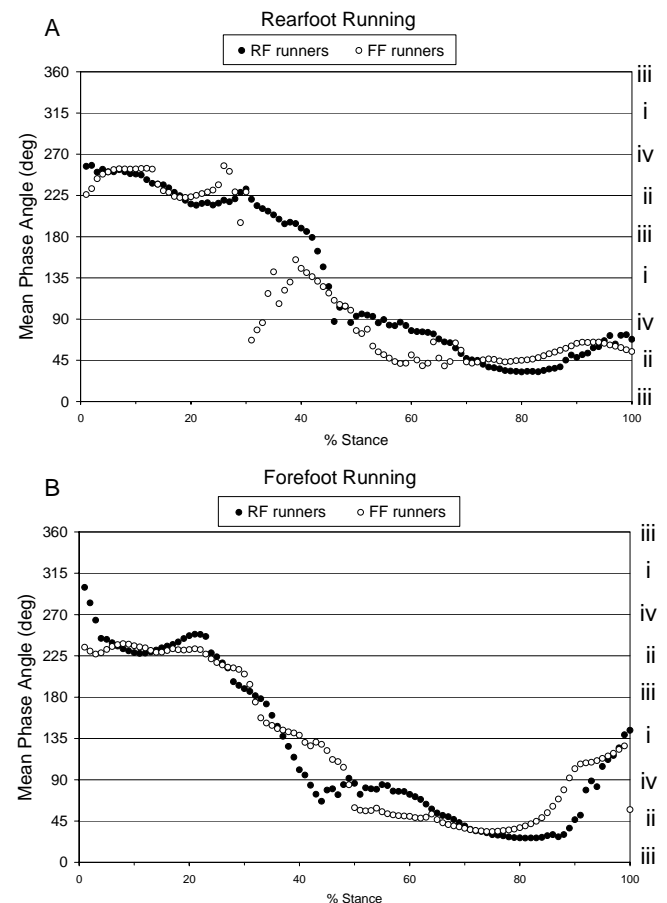 A
Rearfoot Running
RF runners FF runners
Mean Phase Angle (deg)
360 iii
315 i
270 iv
225 ii
180 iii
135 i
90 iv
45 ii
0 iii
0 20 40 60 80 100
% Stance
B
Forefoot Running
RF runners FF runners
Mean Phase Angle (deg)
360 iii
315 i
270 iv
225 ii
180 iii
135 i
90 iv
45 ii
0 iii
0 20 40 60 80 100
% Stance